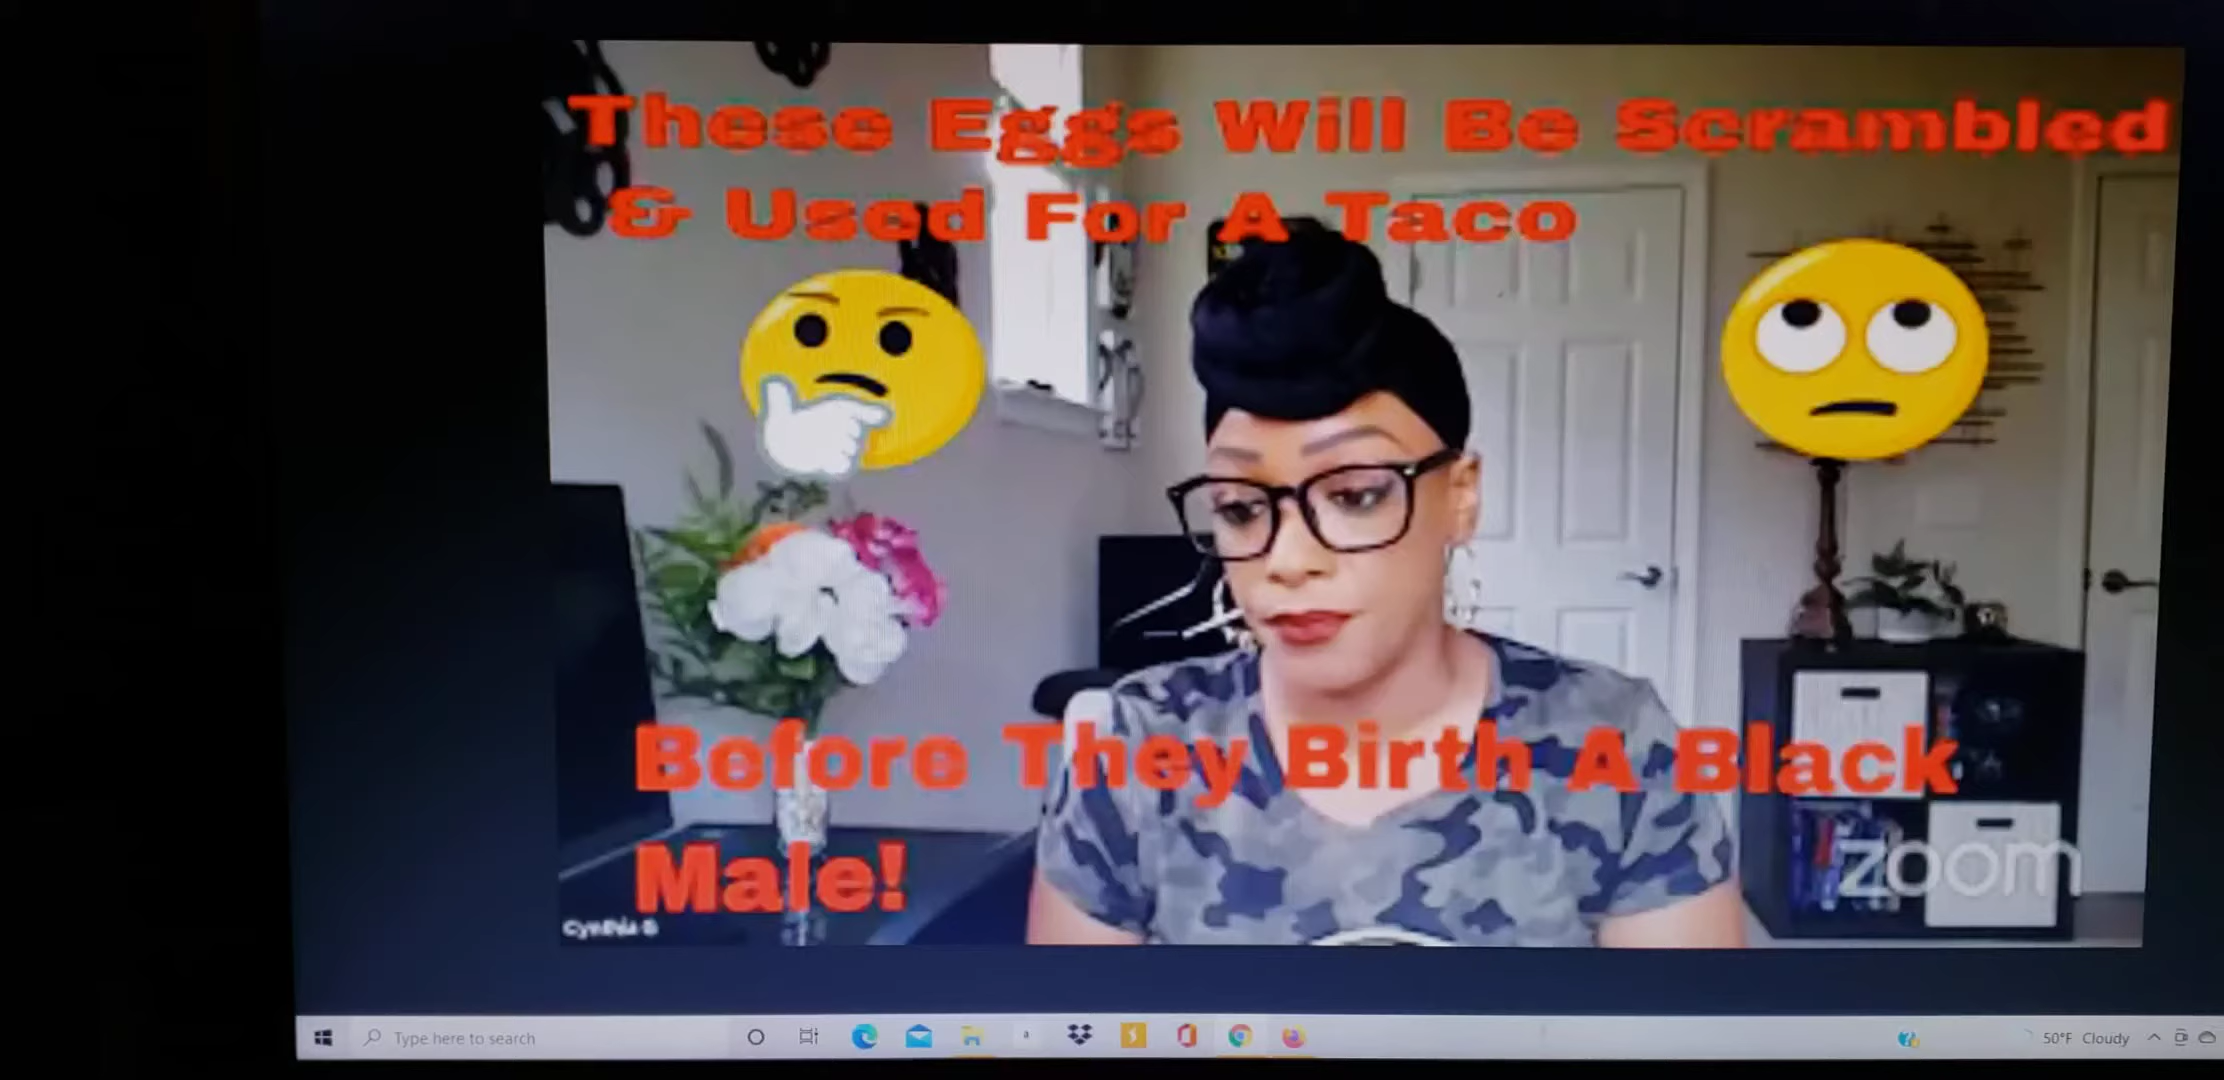 These Eggs Will Be Scrambled
& Used For A Taco
Before They Birth A Black
Male!
zoom
Cynthia G
Type here to search
50°F Cloudy